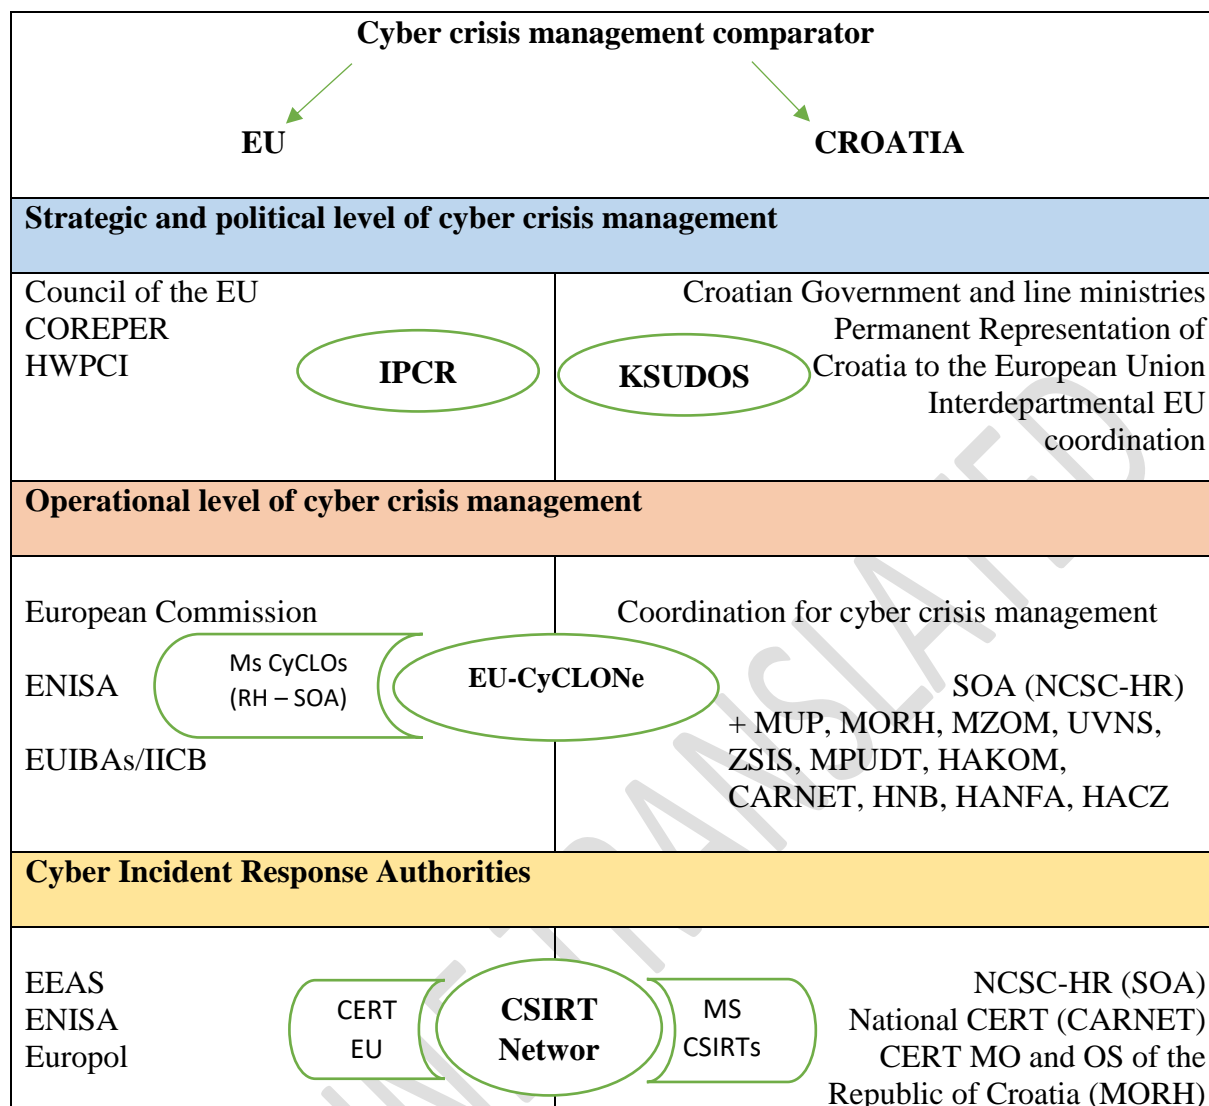 Cyber crisis management comparator
EU
CROATIA
Strategic and political level of cyber crisis management
Council of the EU
COREPER
HWPCI
IPCR
KSUDOS
Croatian Government and line ministries
Permanent Representation of
Croatia to the European Union
Interdepartmental EU
coordination
Operational level of cyber crisis management
European Commission
ENISA
EUIBAs/IICB
Ms CyCLOs
(RH – SOA)
EU-CyCLONe
Coordination for cyber crisis management
SOA (NCSC-HR)
+ MUP, MORH, MZOM, UVNS,
ZSIS, MPUDT, HAKOM,
CARNET, HNB, HANFA, HACZ
Cyber Incident Response Authorities
EEAS
ENISA
Europol
CERT
EU
CSIRT
Networ
MS
CSIRTs
NCSC-HR (SOA)
National CERT (CARNET)
CERT MO and OS of the
Republic of Croatia (MORH)
NE TRANSLATED